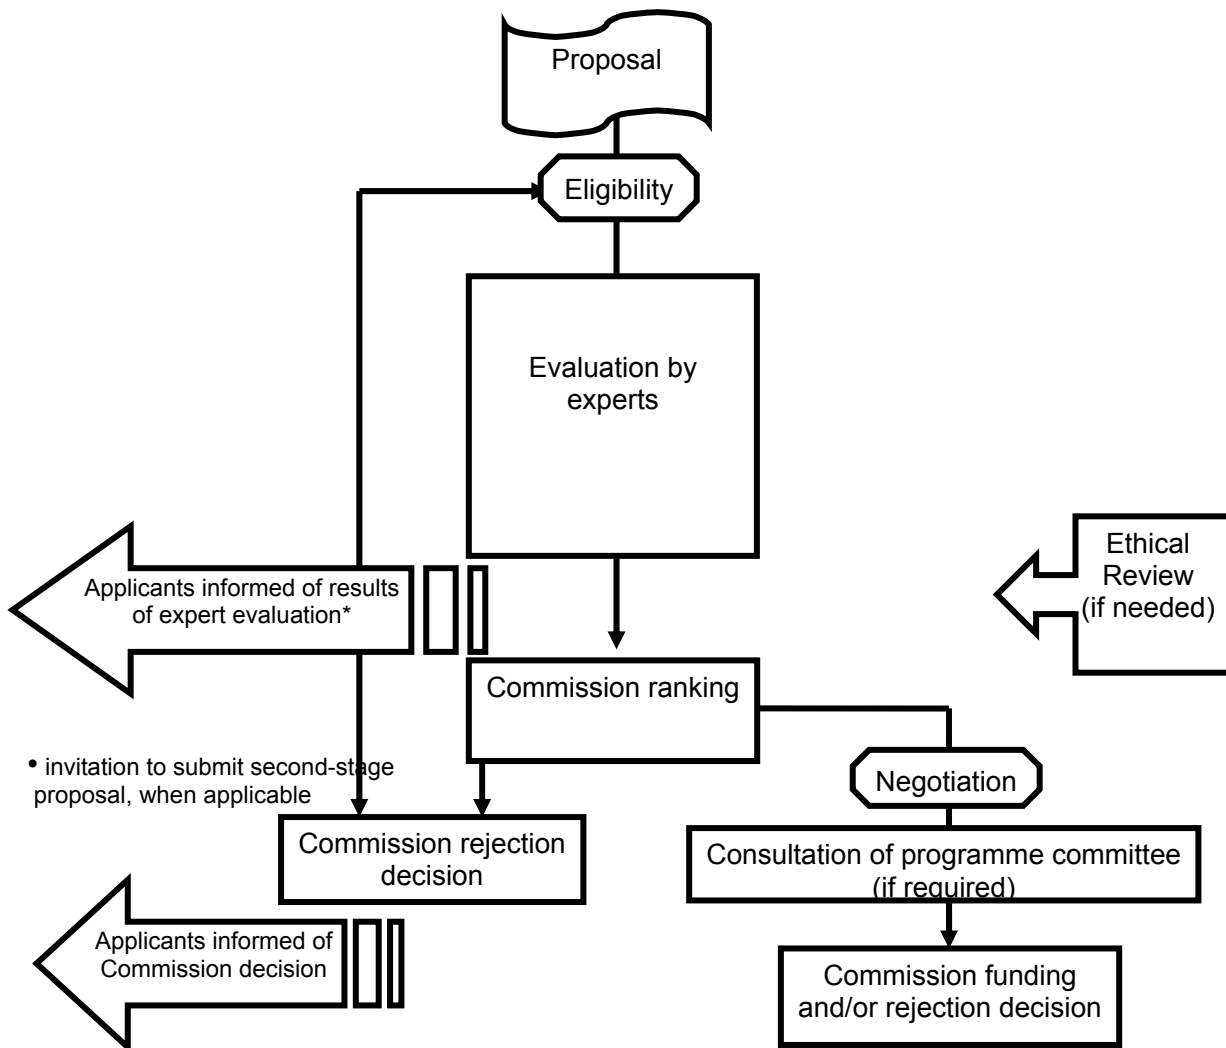 Proposal
Eligibility
Evaluation by
experts
Ethical
Review
(if needed)
Applicants informed of results
of expert evaluation*
Commission ranking
• invitation to submit second-stage
proposal, when applicable
Negotiation
Commission rejection
decision
Consultation of programme committee
(if required)
Applicants informed of
Commission decision
Commission funding
and/or rejection decision